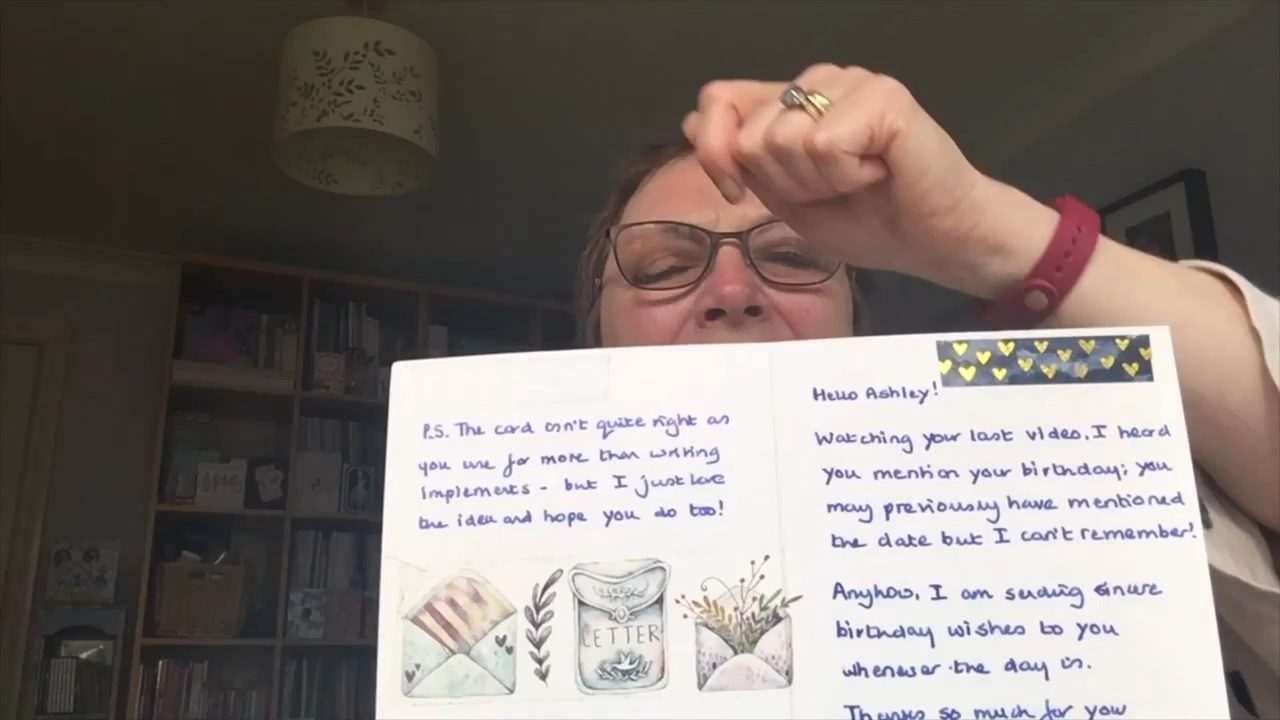 P.S. The card isn't quite right as
you use far more than writing
implements - but I just love
the idea and hope you do too!
LETTER
Hello Ashley!
Watching your last video, I heard
you mention your birthday; you
may previously have mentioned
the date but I can't remember!
Anyhow, I am sending sincere
birthday wishes to you
whenever the day is.
Thanks so much for you